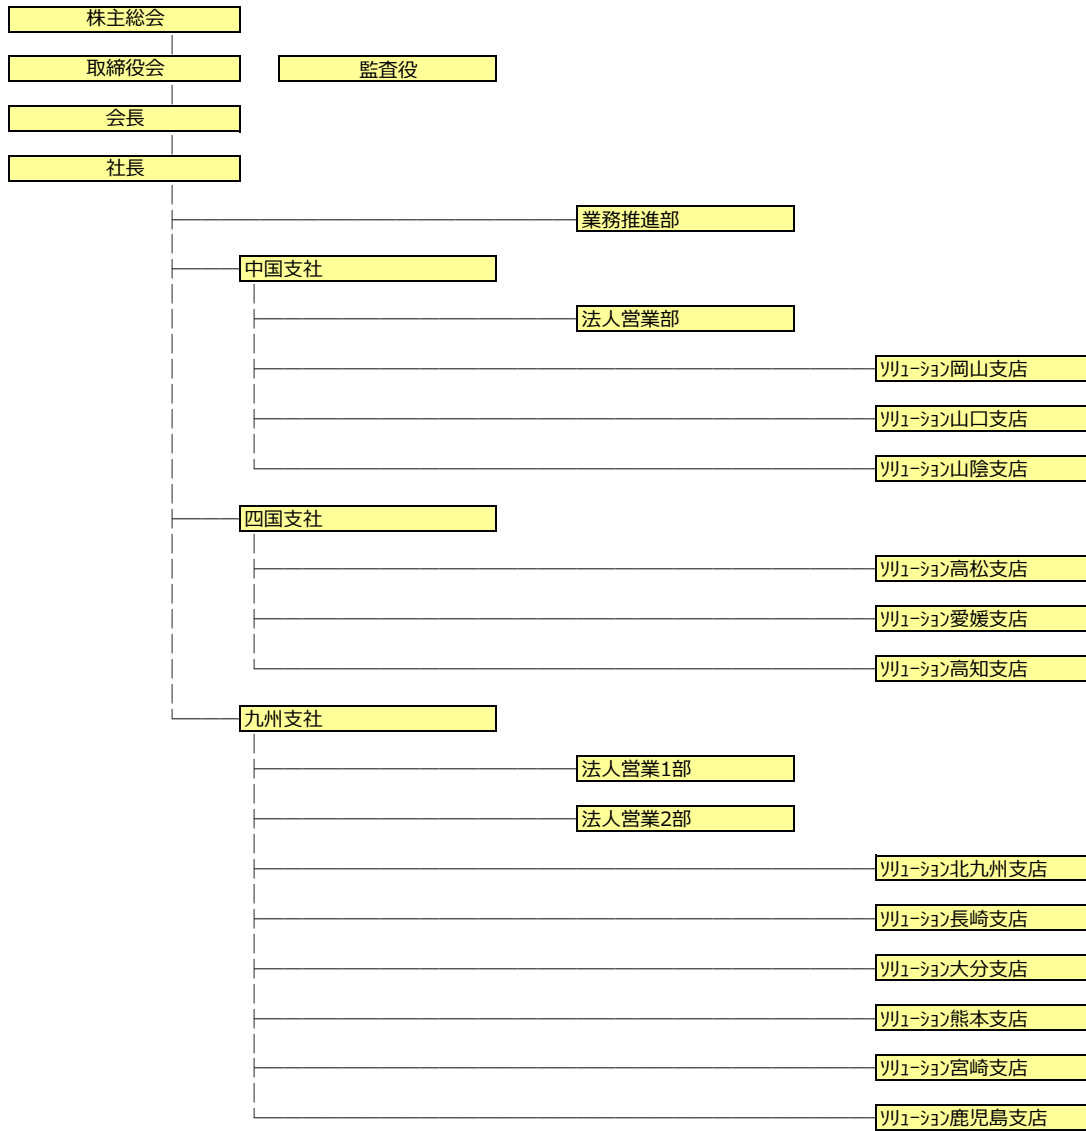 株主総会
取締役会
監査役
会長
社長
業務推進部
中国支社
法人営業部
ｿﾘｭｰｼｮﾝ岡山支店
ｿﾘｭｰｼｮﾝ山口支店
ｿﾘｭｰｼｮﾝ山陰支店
四国支社
ｿﾘｭｰｼｮﾝ高松支店
ｿﾘｭｰｼｮﾝ愛媛支店
ｿﾘｭｰｼｮﾝ高知支店
九州支社
法人営業1部
法人営業2部
ｿﾘｭｰｼｮﾝ北九州支店
ｿﾘｭｰｼｮﾝ長崎支店
ｿﾘｭｰｼｮﾝ大分支店
ｿﾘｭｰｼｮﾝ熊本支店
ｿﾘｭｰｼｮﾝ宮崎支店
ｿﾘｭｰｼｮﾝ鹿児島支店